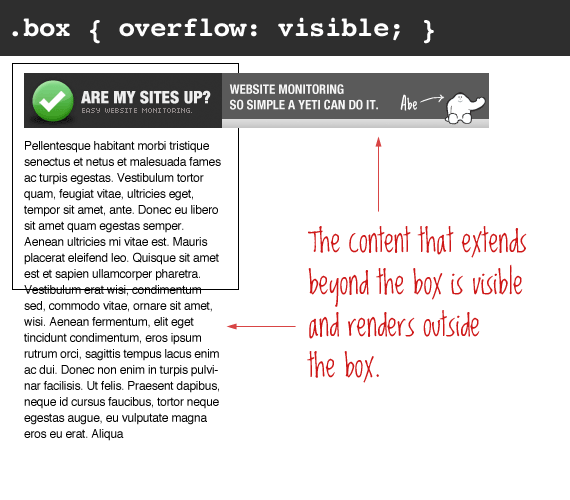 .box { overflow: visible; }
ARE MY SITES UP?
EASY WEBSITE MONITORING.
WEBSITE MONITORING
SO SIMPLE A YETI CAN DO IT.
Abe
Pellentesque habitant morbi tristique
senectus et netus et malesuada fames
ac turpis egestas. Vestibulum tortor
quam, feugiat vitae, ultricies eget,
tempor sit amet, ante. Donec eu libero
sit amet quam egestas semper.
Aenean ultricies mi vitae est. Mauris
placerat eleifend leo. Quisque sit amet
est et sapien ullamcorper pharetra.
Vestibulum erat wisi, condimentum
sed, commodo vitae, ornare sit amet,
wisi. Aenean fermentum, elit eget
tincidunt condimentum, eros ipsum
rutrum orci, sagittis tempus lacus enim
ac dui. Donec non enim in turpis pulvi-
nar facilisis. Ut felis. Praesent dapibus,
neque id cursus faucibus, tortor neque
egestas augue, eu vulputate magna
eros eu erat. Aliqua
The content that extends
beyond the box is visible
and renders outside
the box.